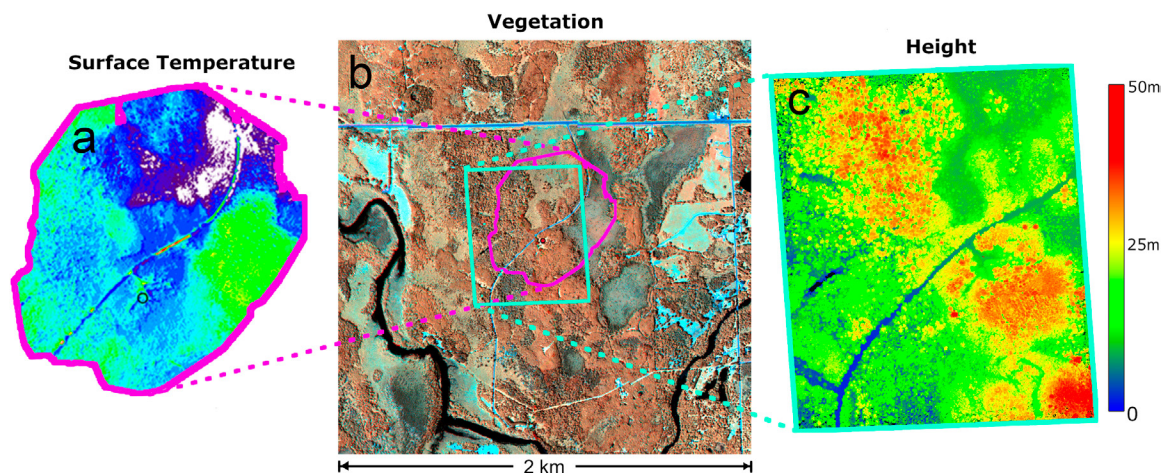 Vegetation
Surface Temperature
Height
a
b
c
50m
25m
0
2 km